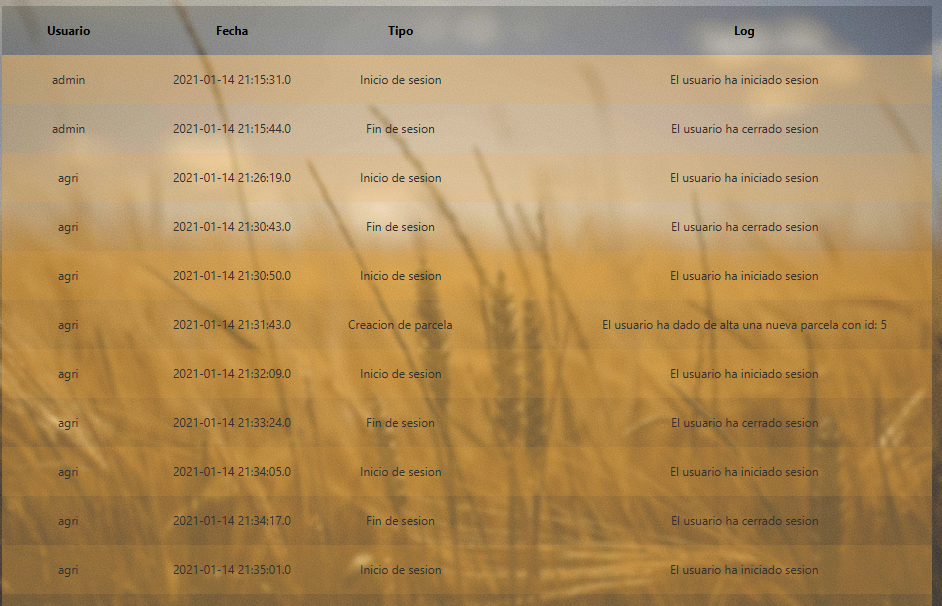 Usuario Fecha Tipo Log
admin 2021-01-14 21:15:31.0 Inicio de sesion El usuario ha iniciado sesion
admin 2021-01-14 21:15:44.0 Fin de sesion El usuario ha cerrado sesion
agri 2021-01-14 21:26:19.0 Inicio de sesion El usuario ha iniciado sesion
agri 2021-01-14 21:30:43.0 Fin de sesion El usuario ha cerrado sesion
agri 2021-01-14 21:30:50.0 Inicio de sesion El usuario ha iniciado sesion
agri 2021-01-14 21:31:43.0 Creacion de parcela El usuario ha dado de alta una nueva parcela con id: 5
agri 2021-01-14 21:32:09.0 Inicio de sesion El usuario ha iniciado sesion
agri 2021-01-14 21:33:24.0 Fin de sesion El usuario ha cerrado sesion
agri 2021-01-14 21:34:05.0 Inicio de sesion El usuario ha iniciado sesion
agri 2021-01-14 21:34:17.0 Fin de sesion El usuario ha cerrado sesion
agri 2021-01-14 21:35:01.0 Inicio de sesion El usuario ha iniciado sesion